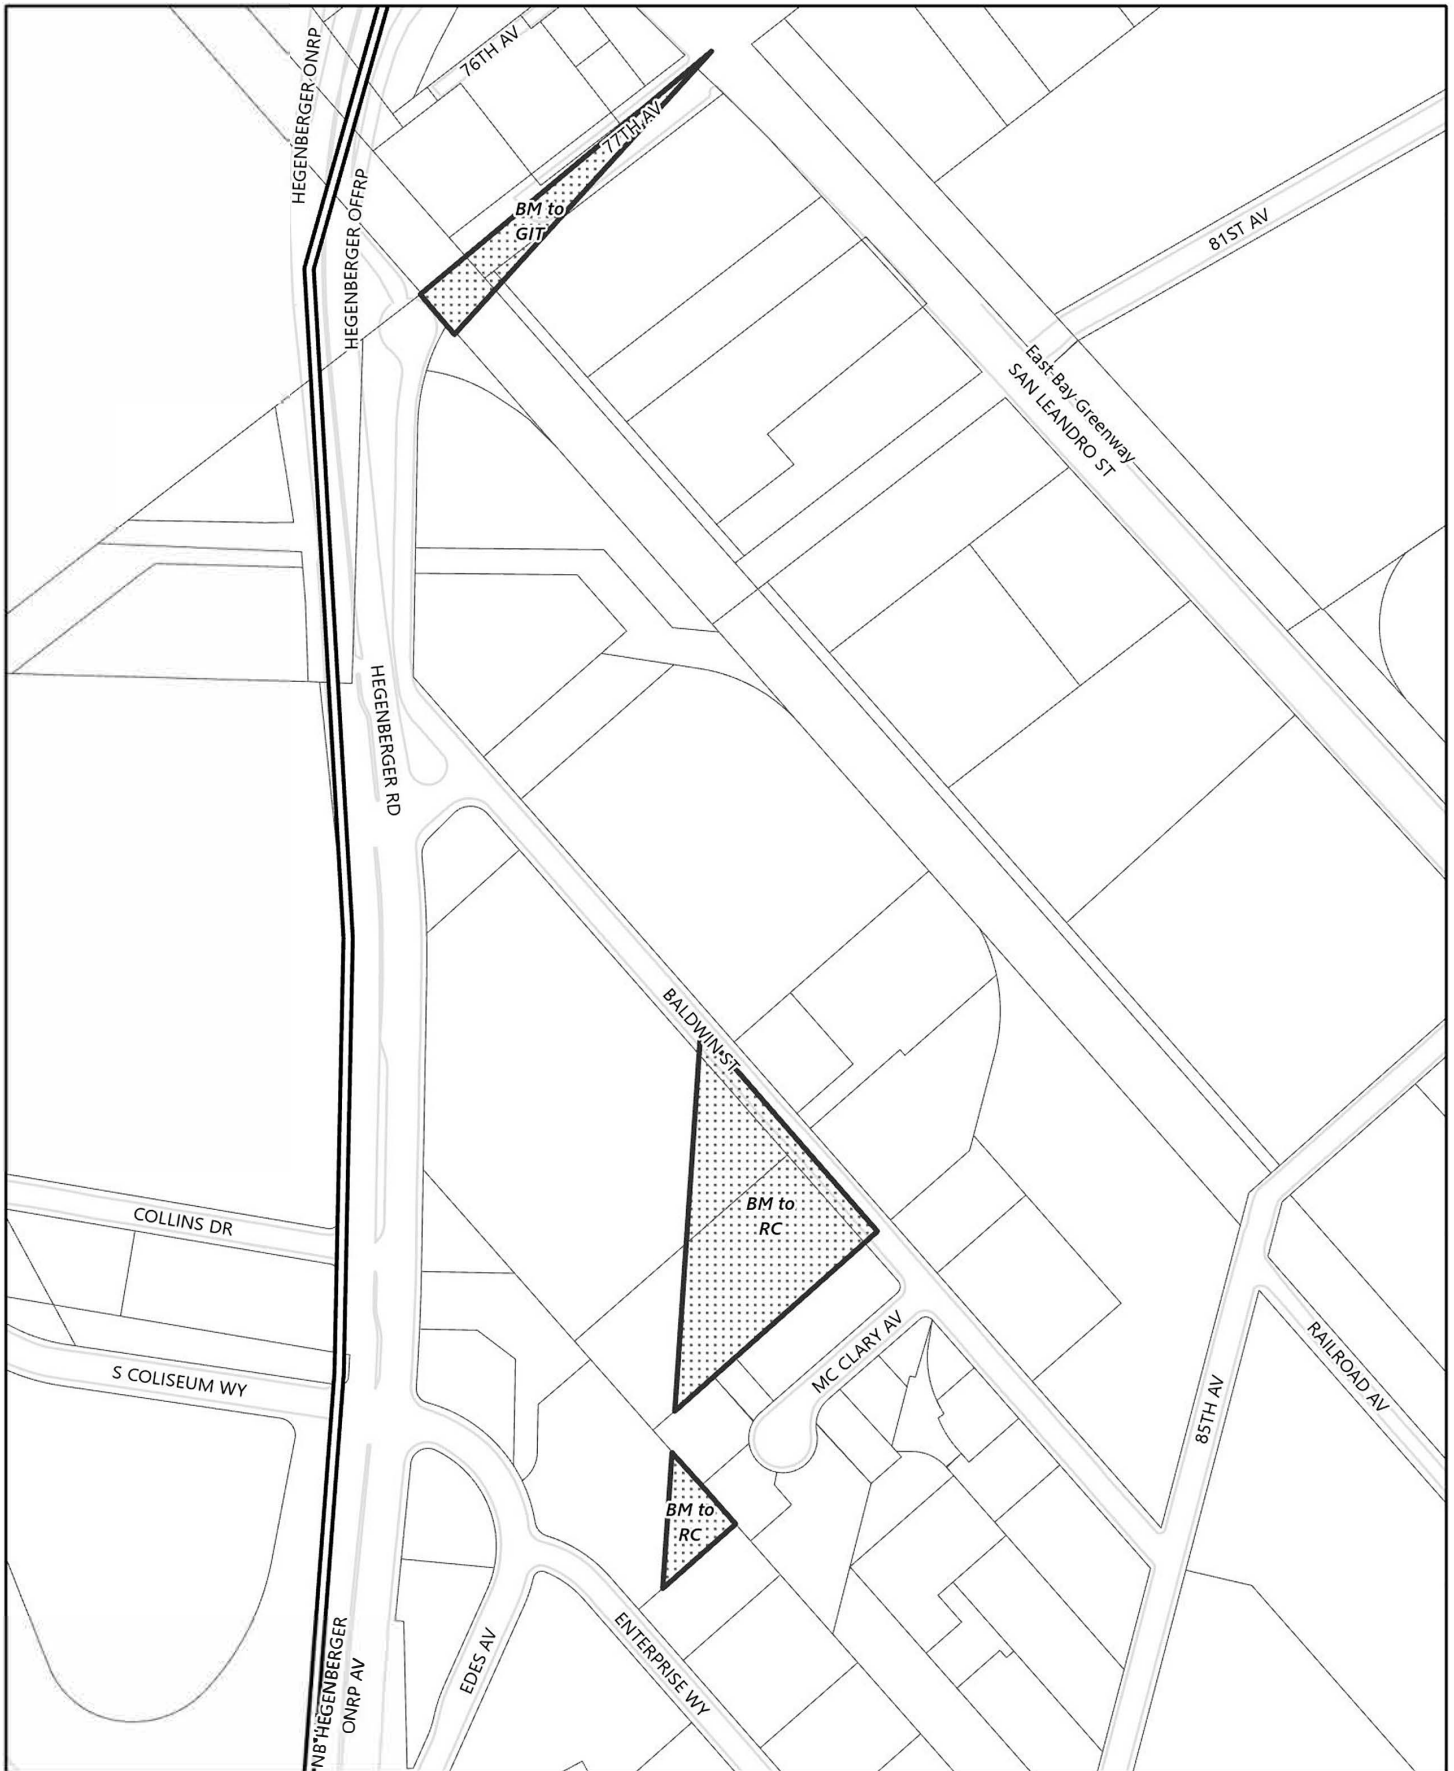 76TH AV
HEGENBERGER ONRP
77TH AV
HEGENBERGER OFFRP
BM to
GIT
81ST AV
East Bay Greenway
SAN LEANDRO ST
HEGENBERGER RD
BALDWIN ST
BM to
RC
COLLINS DR
MC CLARY AV
S COLISEUM WY
RAILROAD AV
85TH AV
BM to
RC
NB HEGENBERGER
ONRP AV
EDES AV
ENTERPRISE WY